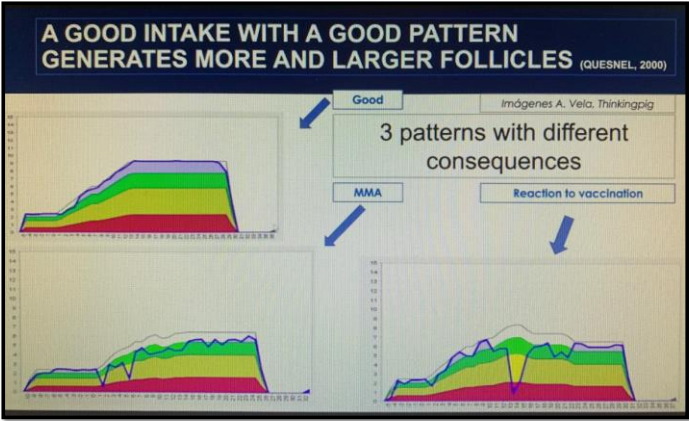 A GOOD INTAKE WITH A GOOD PATTERN
GENERATES MORE AND LARGER FOLLICLES (QUESNEL, 2000)
Good
Imágenes A. Vela, Thinkingpig
3 patterns with different
consequences
MMA
Reaction to vaccination